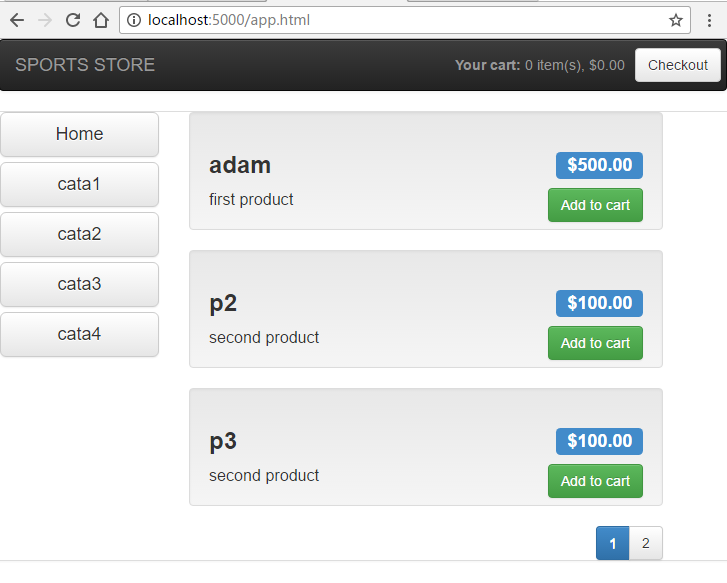 localhost:5000/app.html
SPORTS STORE Your cart: 0 item(s), $0.00 Checkout
Home
cata1
cata2
cata3
cata4
adam $500.00
first product Add to cart
p2 $100.00
second product Add to cart
p3 $100.00
second product Add to cart
1 2